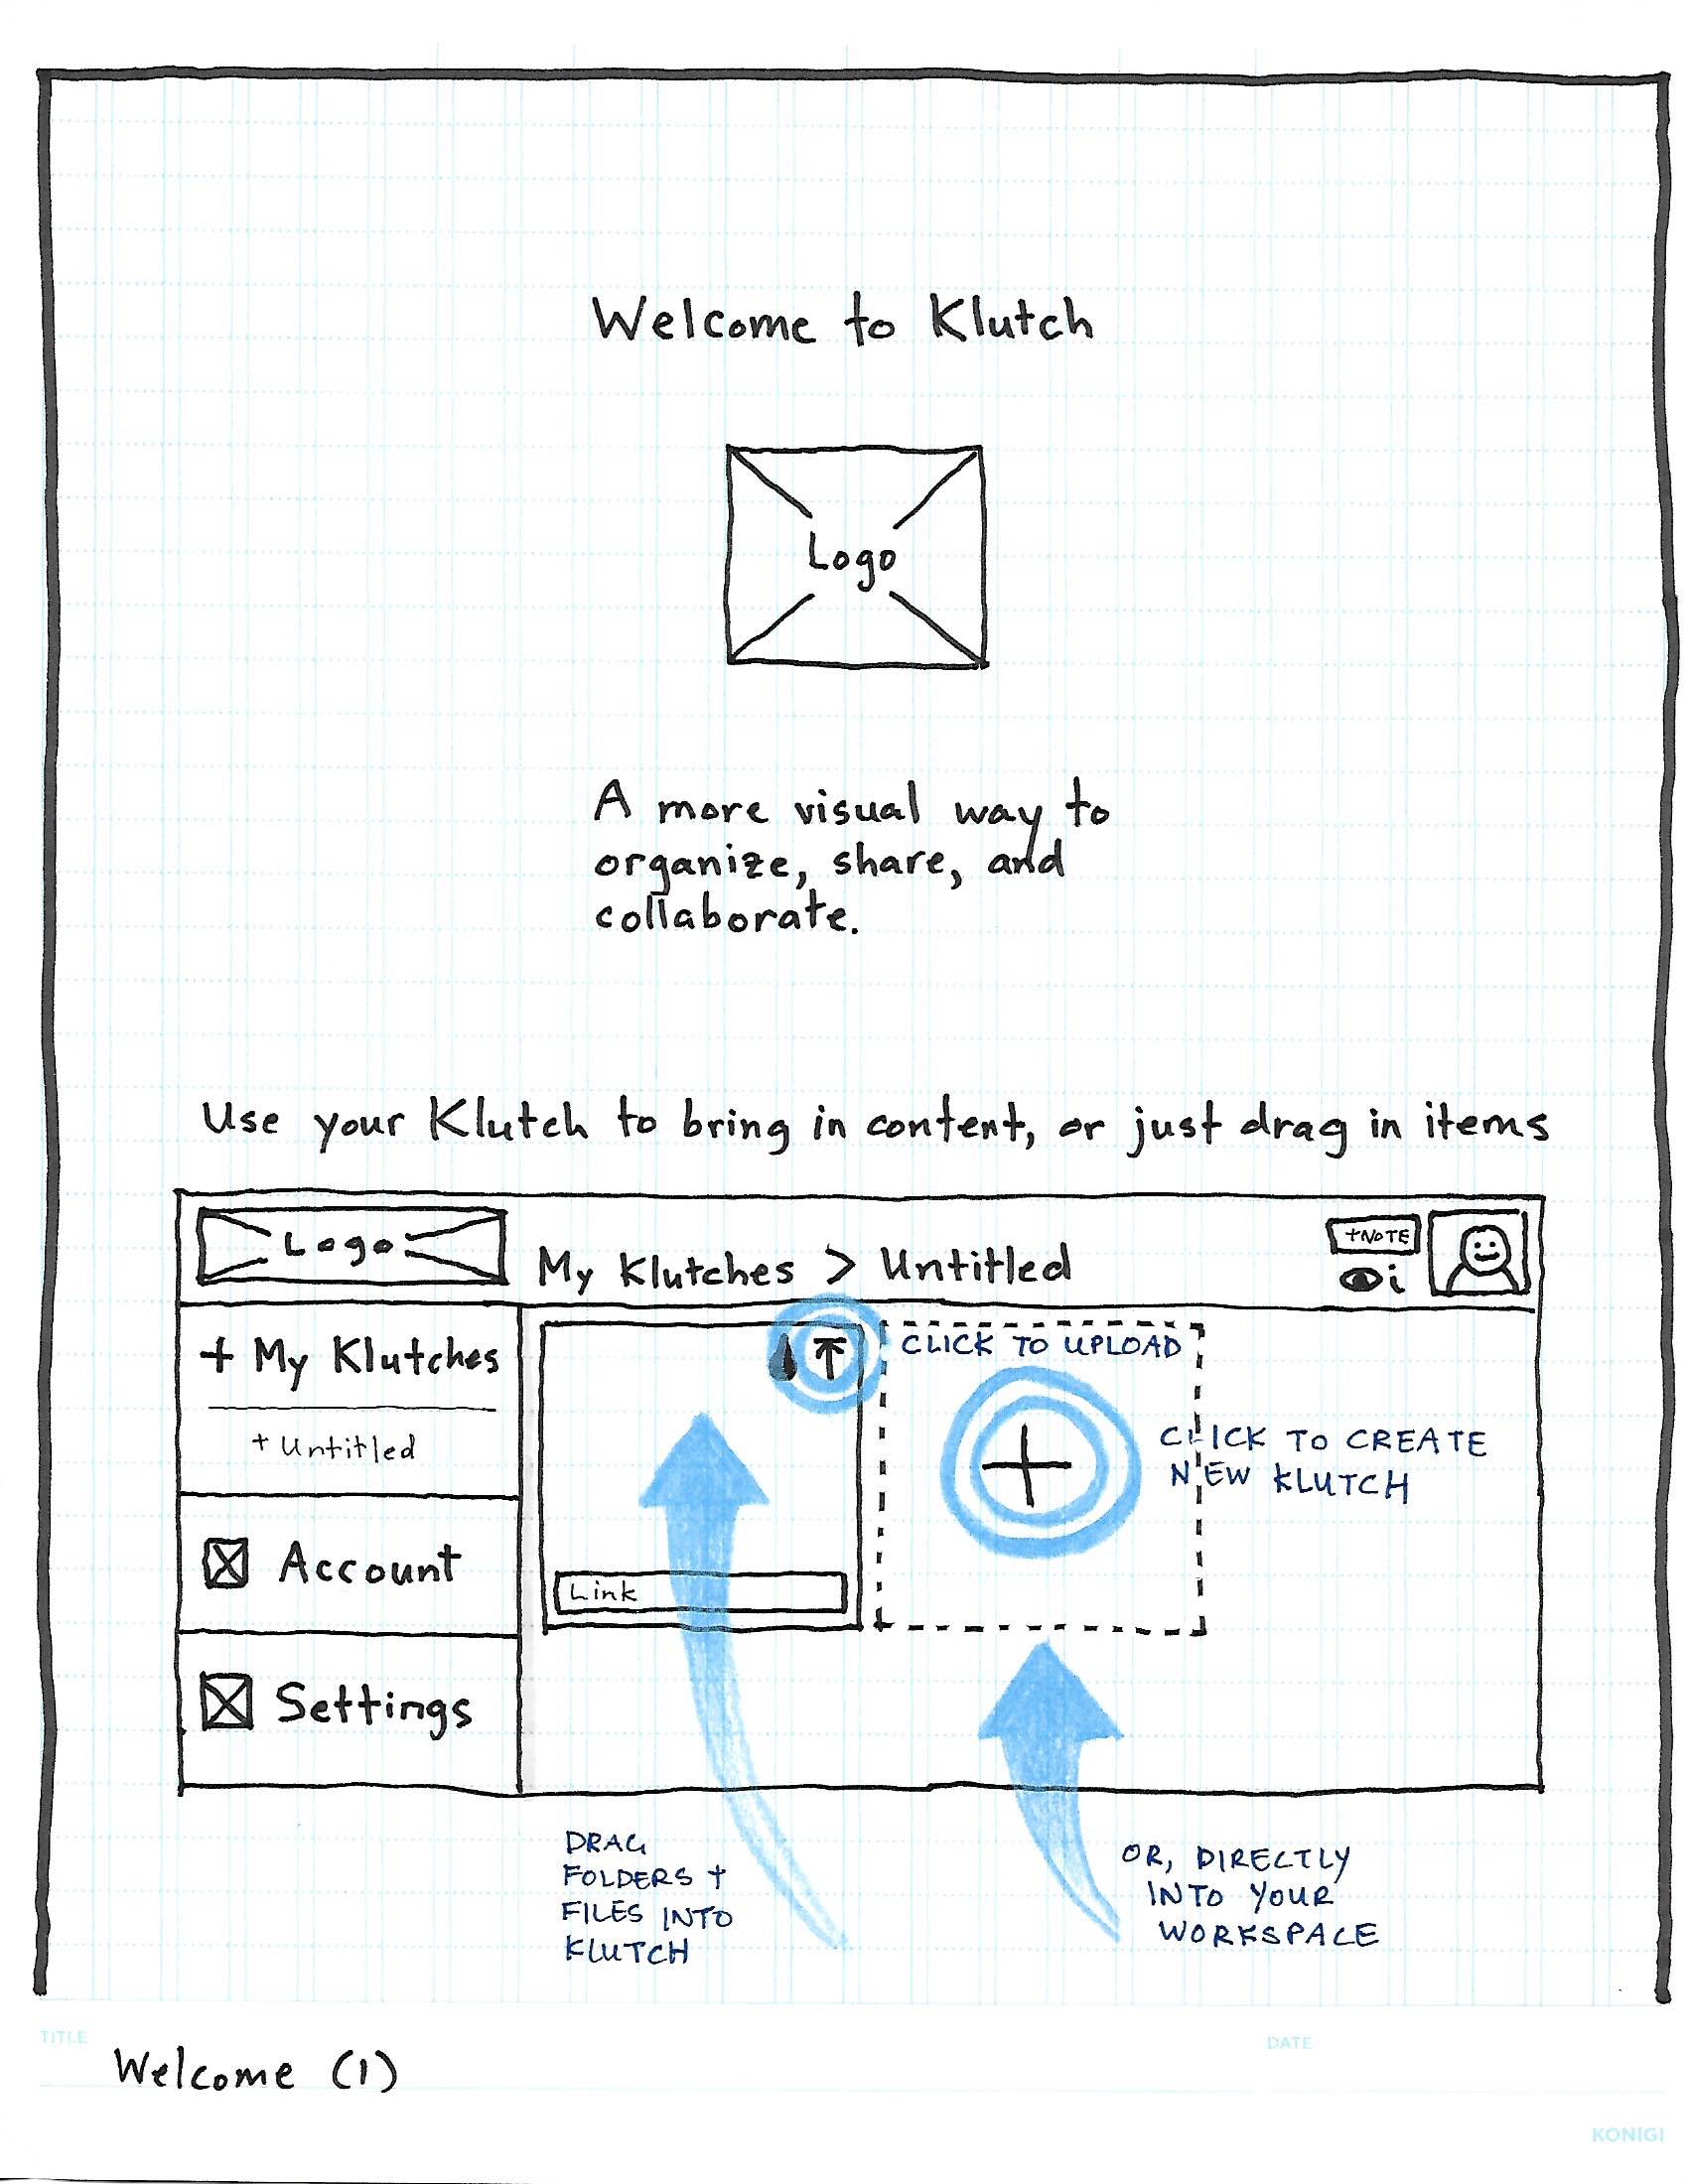 Welcome to Klutch
Logo
A more visual way to
organize, share, and
collaborate.
Use your Klutch to bring in content, or just drag in items
Logo
My Klutches > Untitled
+NOTE
i
+ My Klutches
+ Untitled
Account
Settings
Link
CLICK TO UPLOAD
+
CLICK TO CREATE
NEW KLUTCH
DRAG
FOLDERS +
FILES INTO
KLUTCH
OR, DIRECTLY
INTO YOUR
WORKSPACE
TITLE
Welcome (1)
DATE
KONIGI